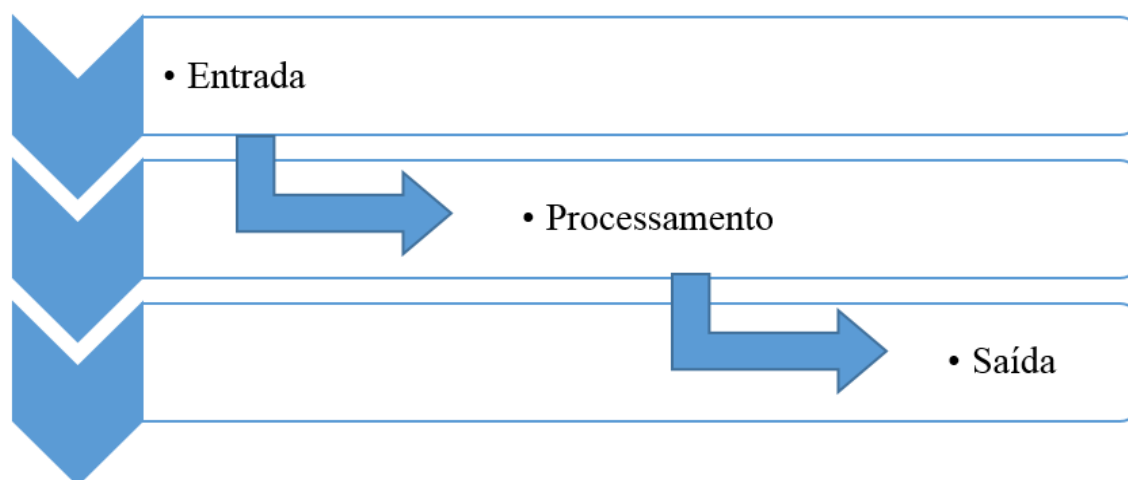 • Entrada
• Processamento
• Saída